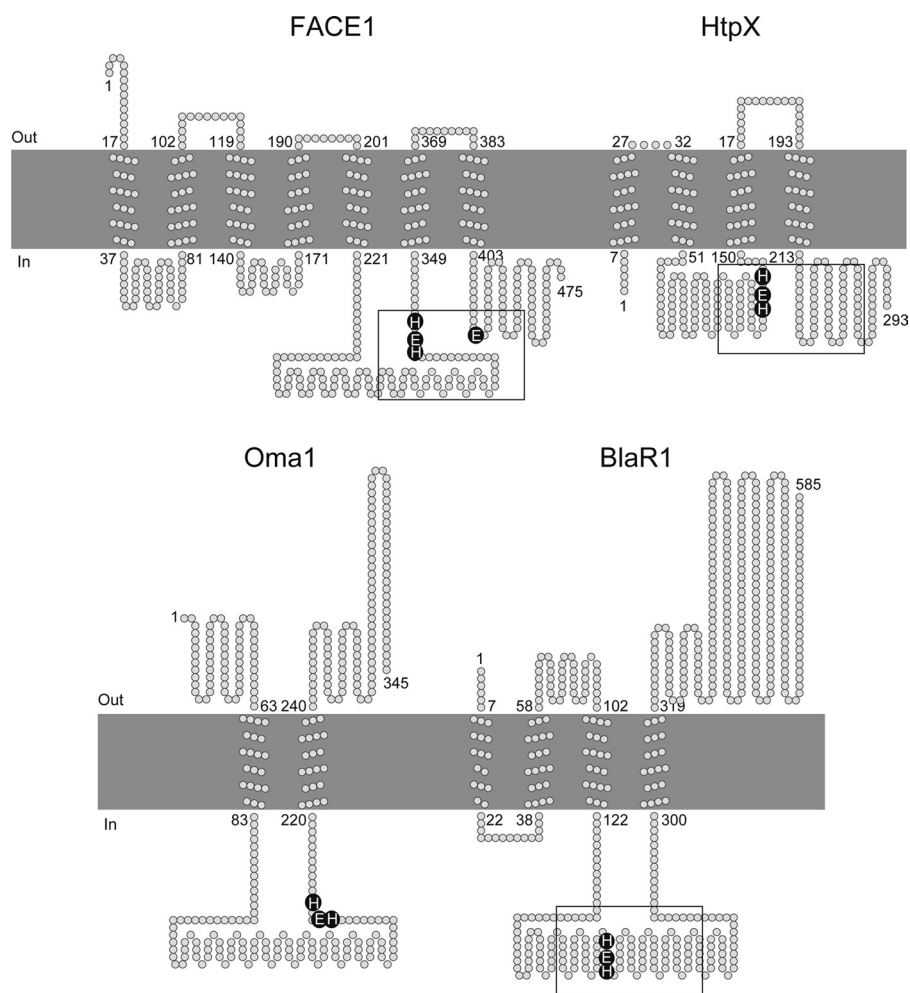 FACE1 HtpX
1
Out 17 102 119 190 201 369 383 27 32 17 193
In 37 81 140 171 221 349 403 7 51 150 213
475
1
293
H
E
H
E
H
E
H
Oma1 BlaR1
585
1
345
1
Out 63 240 7 58 102 319
In 83 220 22 38 122 300
H
E H
H
E
H